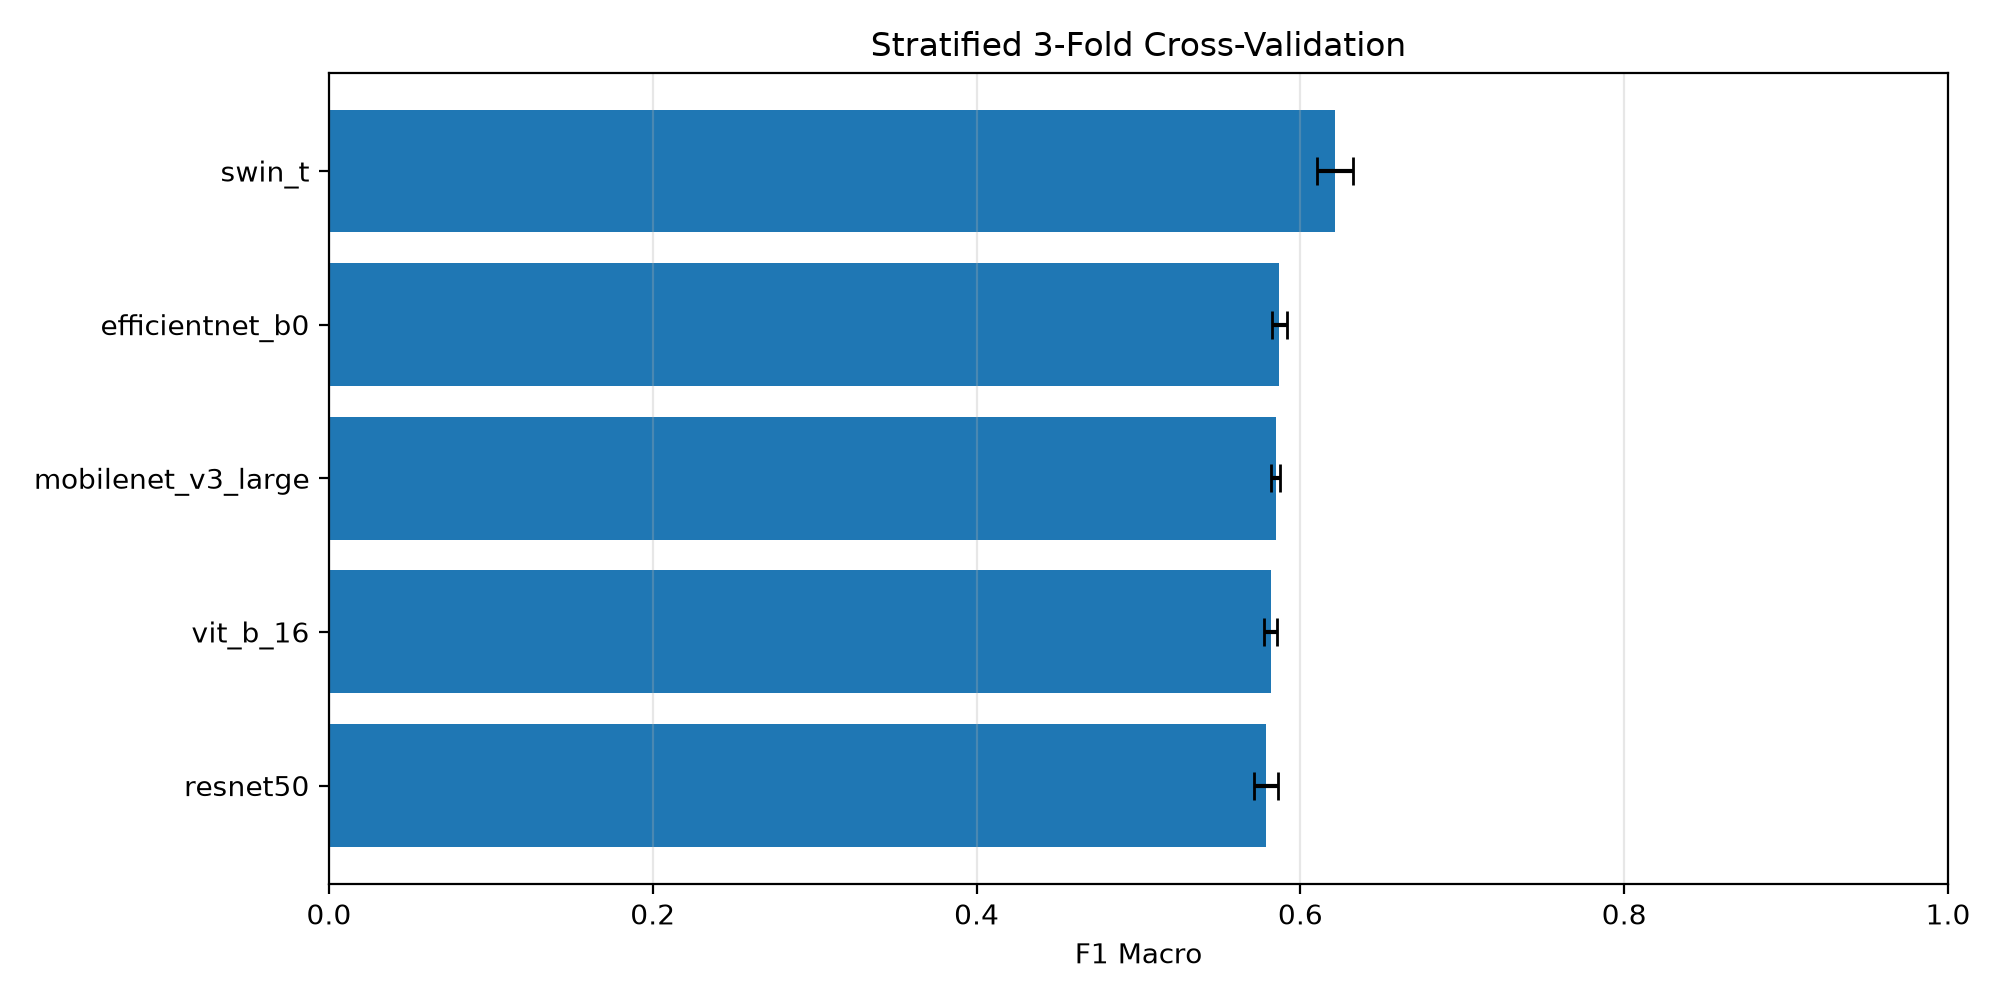 Stratified 3-Fold Cross-Validation
swin_t
efficientnet_b0
mobilenet_v3_large
vit_b_16
resnet50
0.0 0.2 0.4 0.6 0.8 1.0
F1 Macro